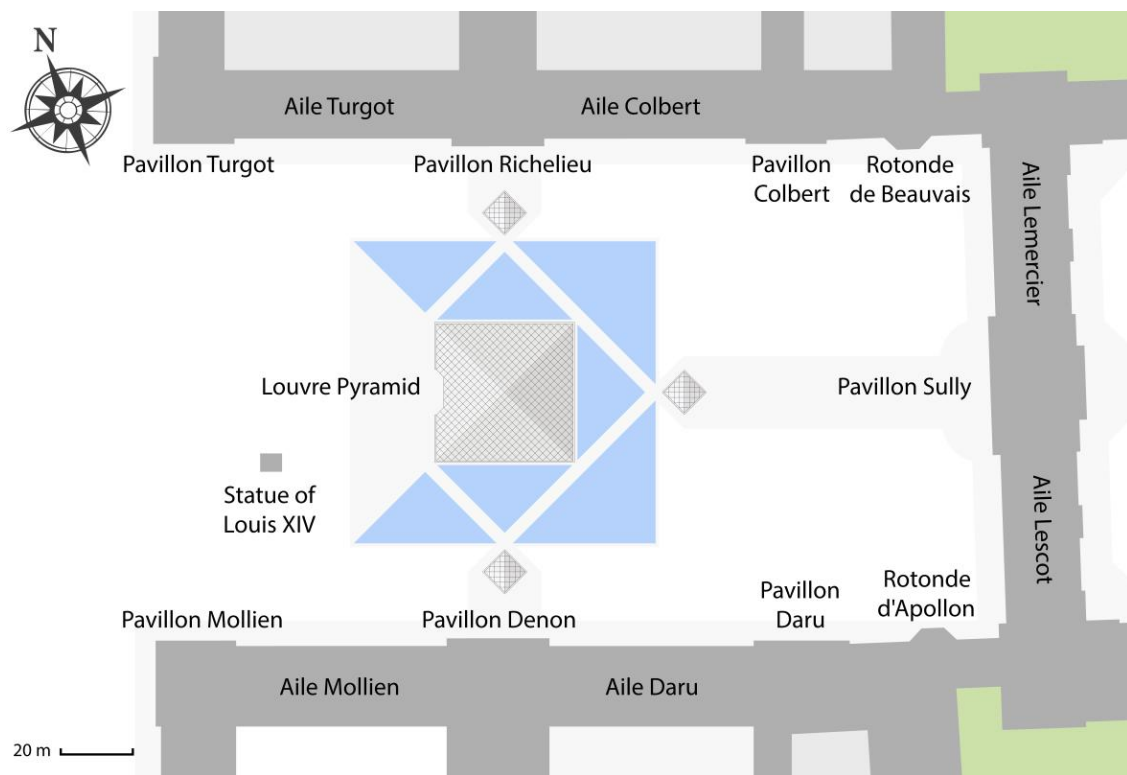 N
Aile Turgot
Aile Colbert
Pavillon Turgot
Pavillon Richelieu
Pavillon
Colbert
Rotonde
de Beauvais
Aile Lemercier
Louvre Pyramid
Pavillon Sully
Statue of
Louis XIV
Aile Lescot
Pavillon Mollien
Pavillon Denon
Pavillon
Daru
Rotonde
d'Apollon
Aile Mollien
Aile Daru
20 m